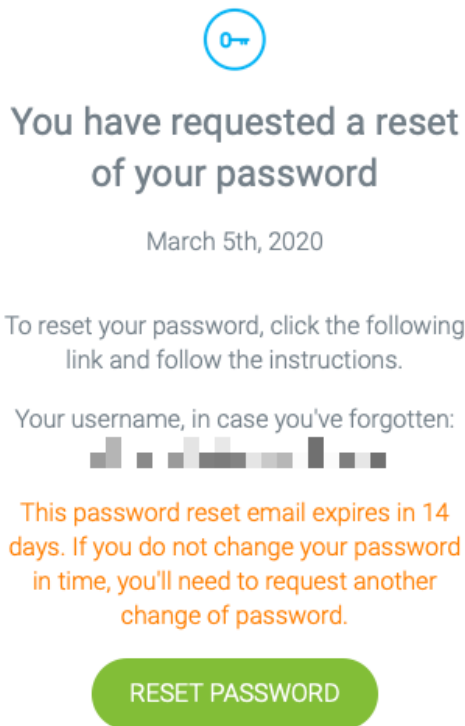 You have requested a reset
of your password
March 5th, 2020
To reset your password, click the following
link and follow the instructions.
Your username, in case you've forgotten:
This password reset email expires in 14
days. If you do not change your password
in time, you'll need to request another
change of password.
RESET PASSWORD